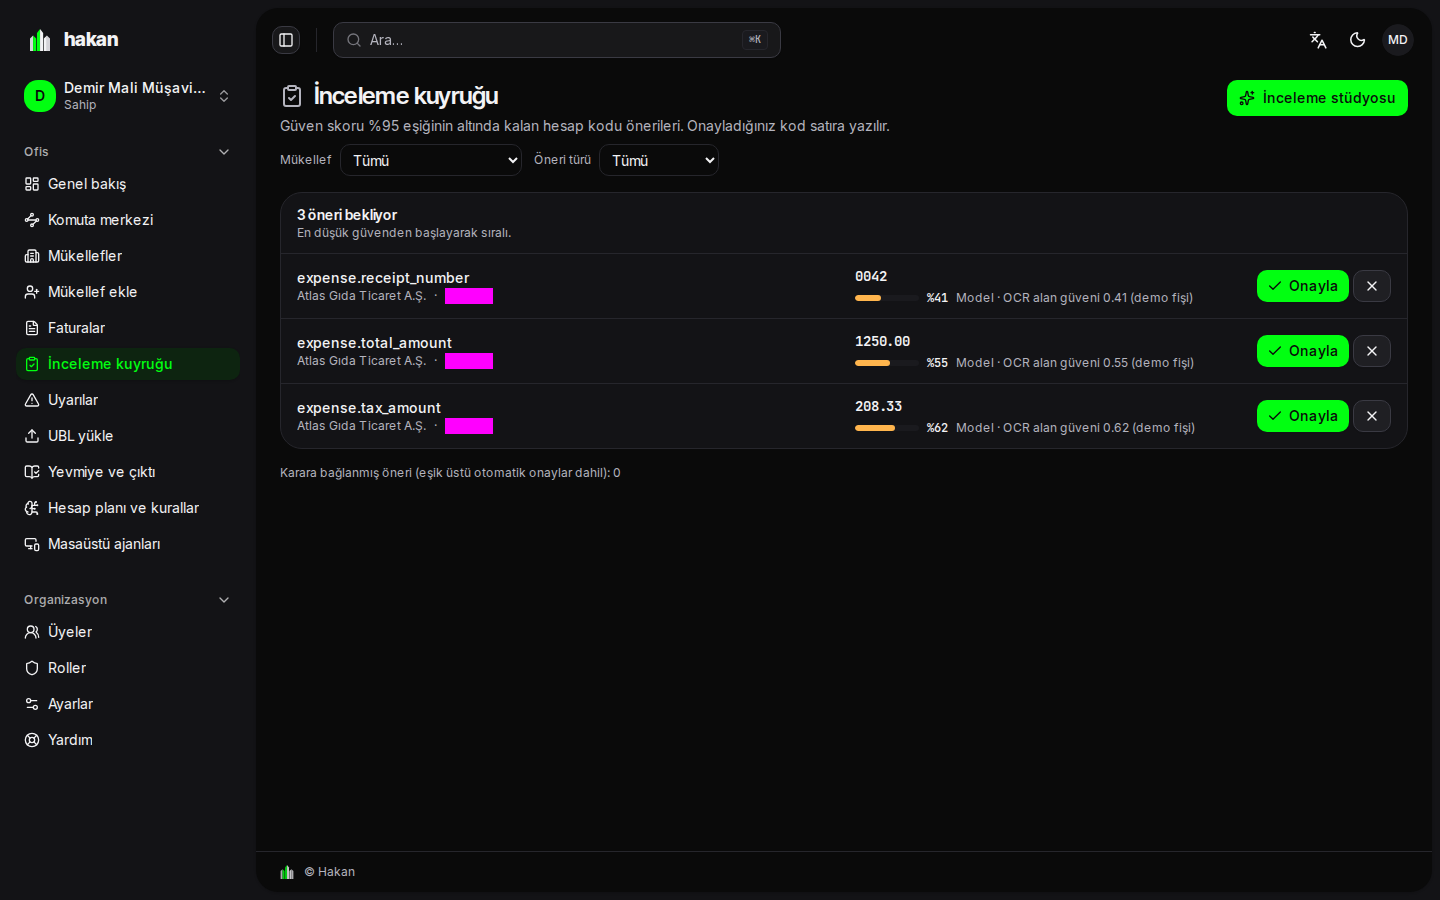 hakan
Demir Mali Müşavi...
Sahip
Ofis
Genel bakış
Komuta merkezi
Mükellefler
Mükellef ekle
Faturalar
İnceleme kuyruğu
Uyarılar
UBL yükle
Yevmiye ve çıktı
Hesap planı ve kurallar
Masaüstü ajanları
Organizasyon
Üyeler
Roller
Ayarlar
Yardım
Ara...
⌘K
MD
İnceleme kuyruğu
İnceleme stüdyosu
Güven skoru %95 eşiğinin altında kalan hesap kodu önerileri. Onayladığınız kod satıra yazılır.
Mükellef Tümü Öneri türü Tümü
3 öneri bekliyor
En düşük güvenden başlayarak sıralı.
expense.receipt_number
Atlas Gıda Ticaret A.Ş. ·
0042
%41 Model · OCR alan güveni 0.41 (demo fişi)
Onayla
expense.total_amount
Atlas Gıda Ticaret A.Ş. ·
1250.00
%55 Model · OCR alan güveni 0.55 (demo fişi)
Onayla
expense.tax_amount
Atlas Gıda Ticaret A.Ş. ·
208.33
%62 Model · OCR alan güveni 0.62 (demo fişi)
Onayla
Karara bağlanmış öneri (eşik üstü otomatik onaylar dahil): 0
© Hakan